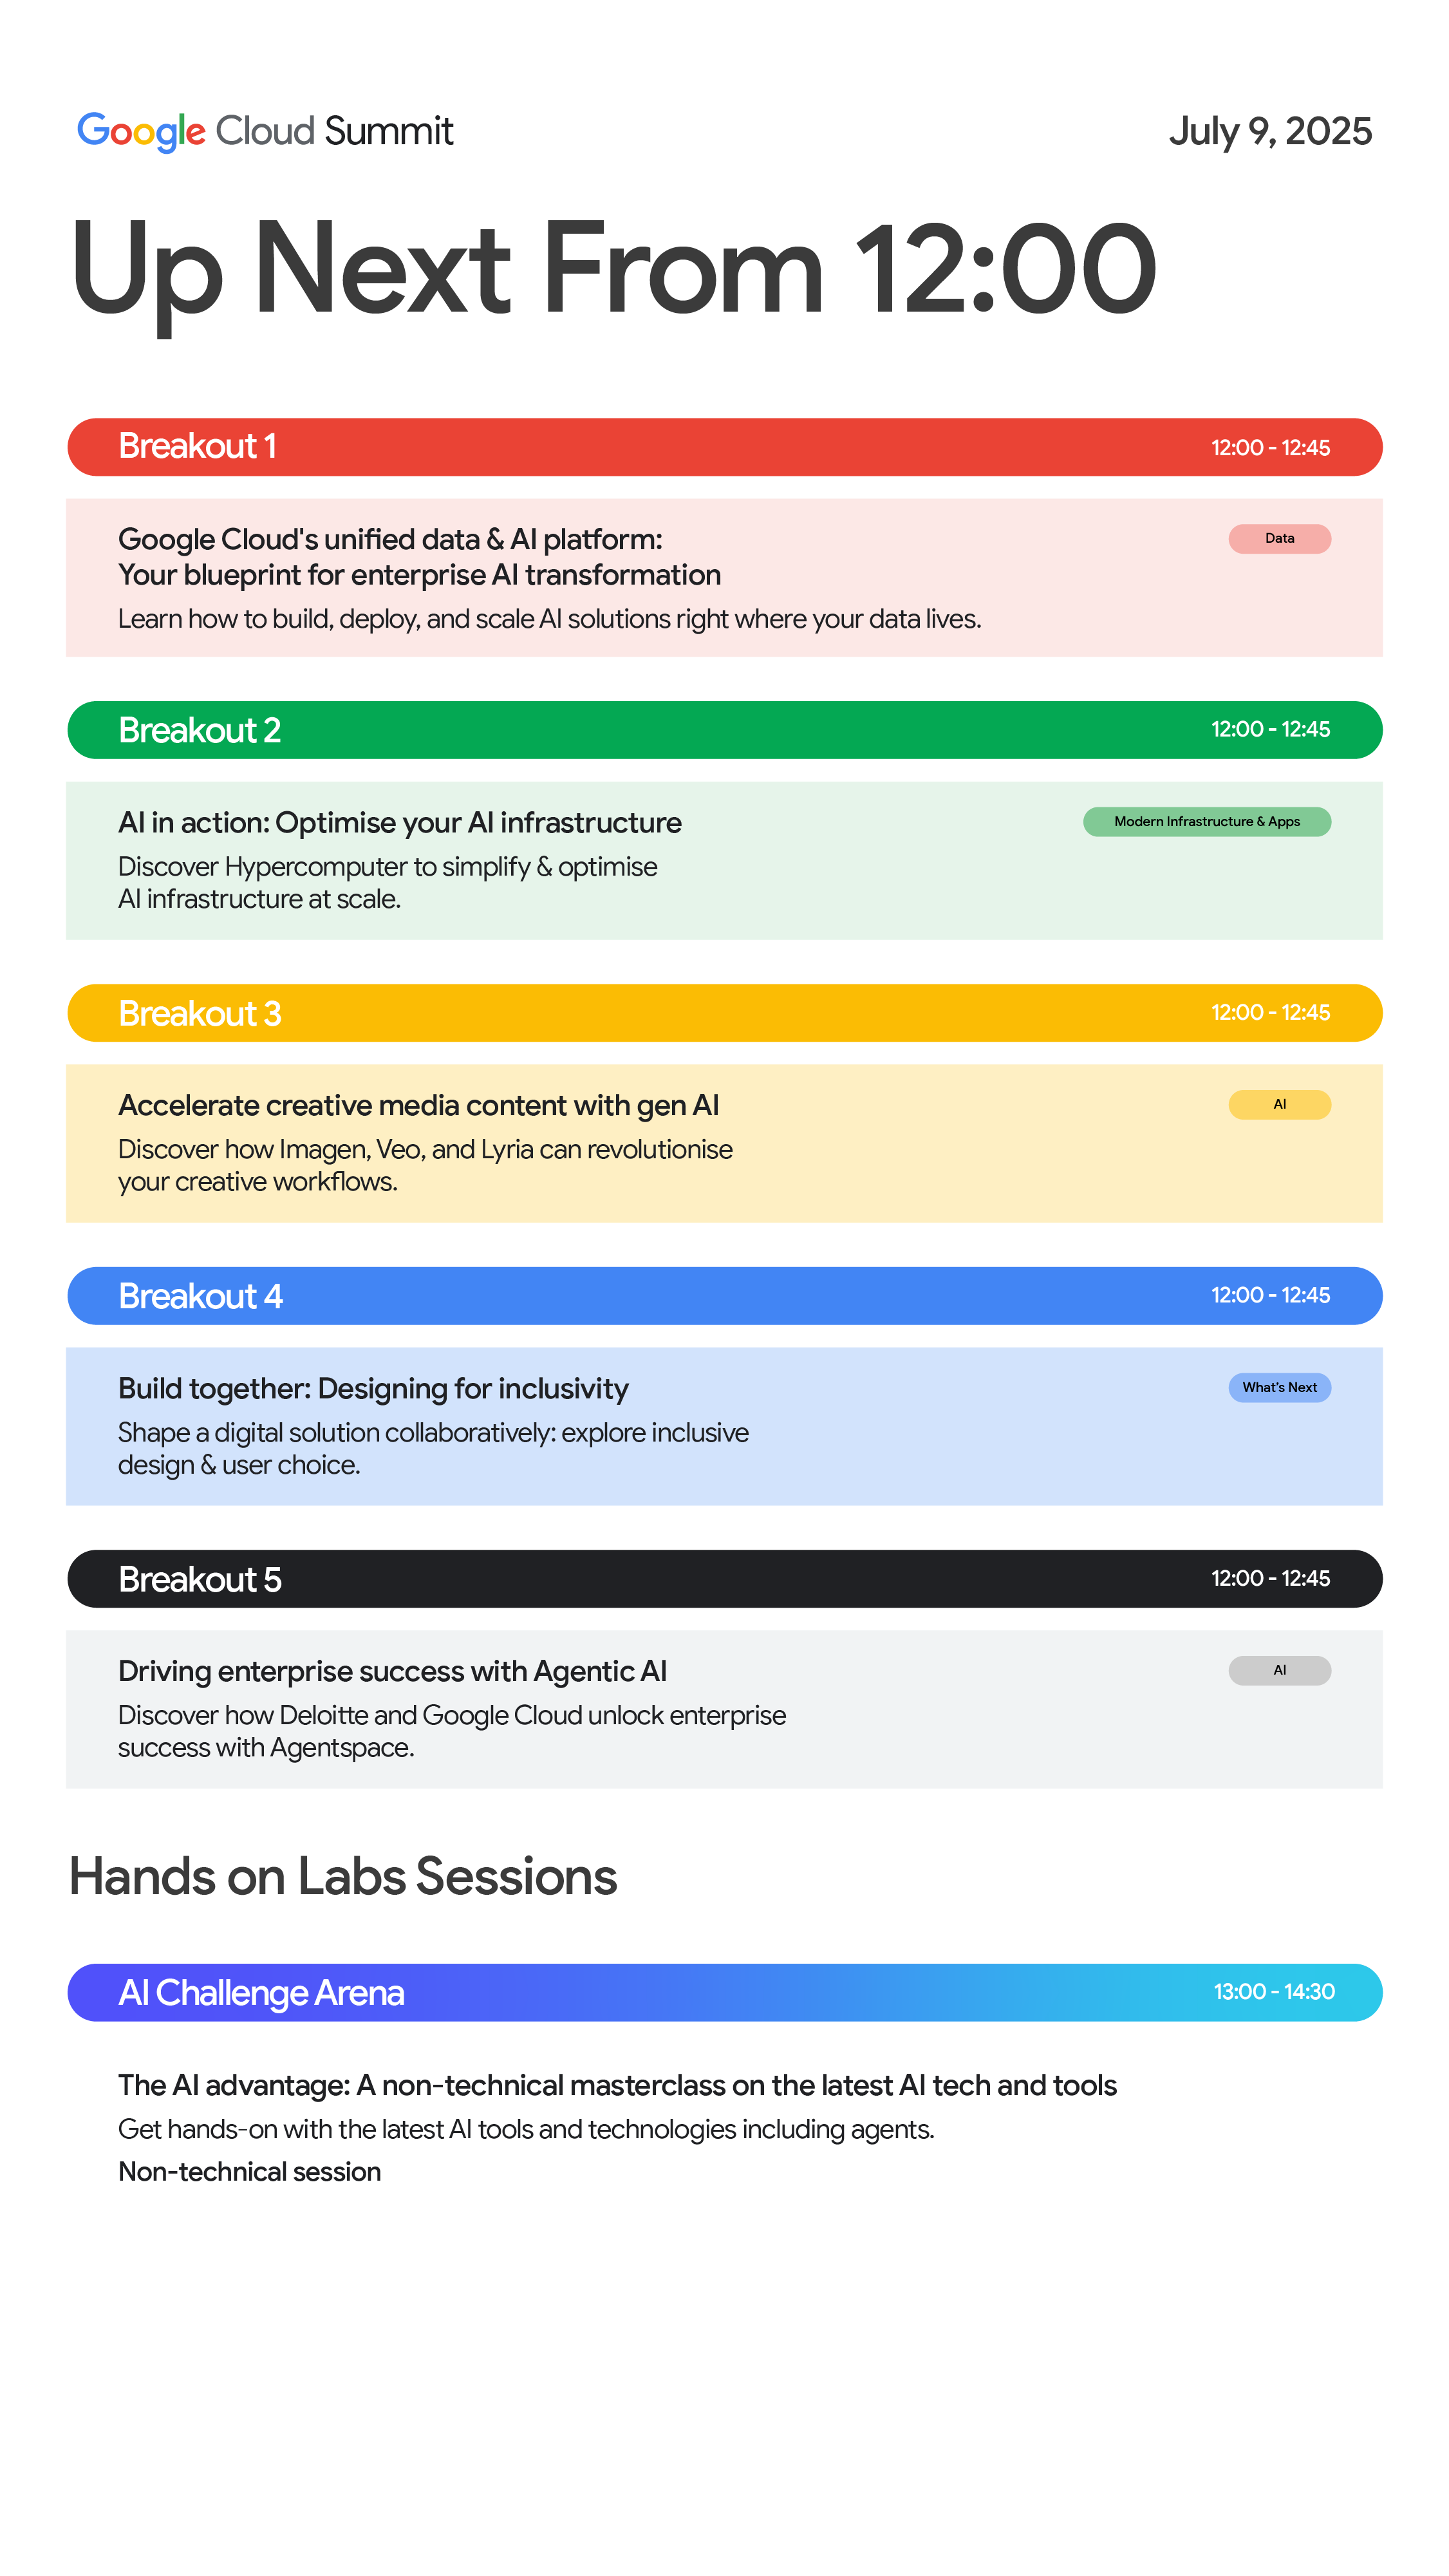 Google Cloud Summit
July 9, 2025
Up Next From 12:00
Breakout 1
12:00 - 12:45
Google Cloud's unified data & AI platform:
Data
Your blueprint for enterprise AI transformation
Learn how to build, deploy, and scale AI solutions right where your data lives.
Breakout 2
12:00 - 12:45
AI in action: Optimise your AI infrastructure
Modern Infrastructure & Apps
Discover Hypercomputer to simplify & optimise
AI infrastructure at scale.
Breakout 3
12:00 - 12:45
Accelerate creative media content with gen AI
AI
Discover how Imagen, Veo, and Lyria can revolutionise
your creative workflows.
Breakout 4
12:00 - 12:45
Build together: Designing for inclusivity
What's Next
Shape a digital solution collaboratively: explore inclusive
design & user choice.
Breakout 5
12:00 - 12:45
Driving enterprise success with Agentic AI
AI
Discover how Deloitte and Google Cloud unlock enterprise
success with Agentspace.
Hands on Labs Sessions
AI Challenge Arena
13:00 - 14:30
The AI advantage: A non-technical masterclass on the latest AI tech and tools
Get hands-on with the latest AI tools and technologies including agents.
Non-technical session